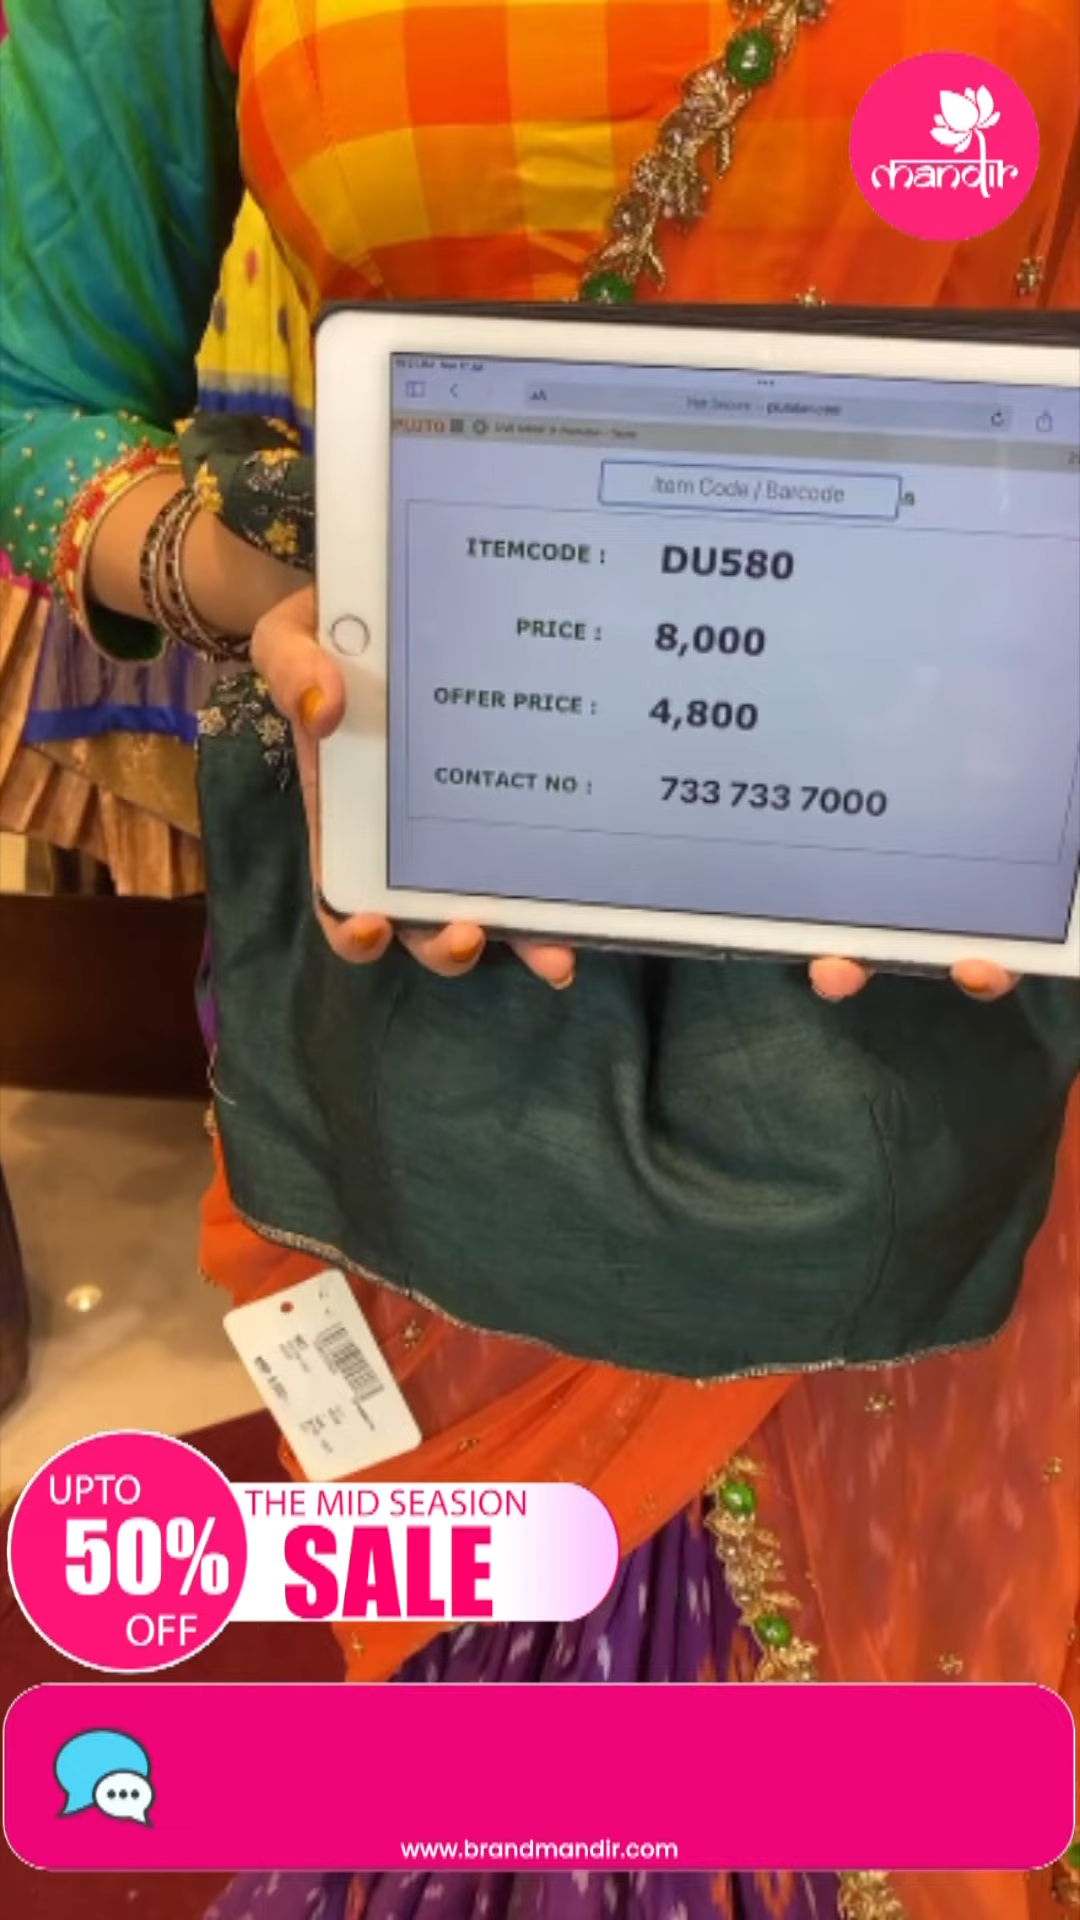 mandir
PLUTO
Item Code / Barcode
ITEMCODE : DU580
PRICE : 8,000
OFFER PRICE : 4,800
CONTACT NO : 733 733 7000
UPTO
50%
OFF
THE MID SEASION
SALE
www.brandmandir.com